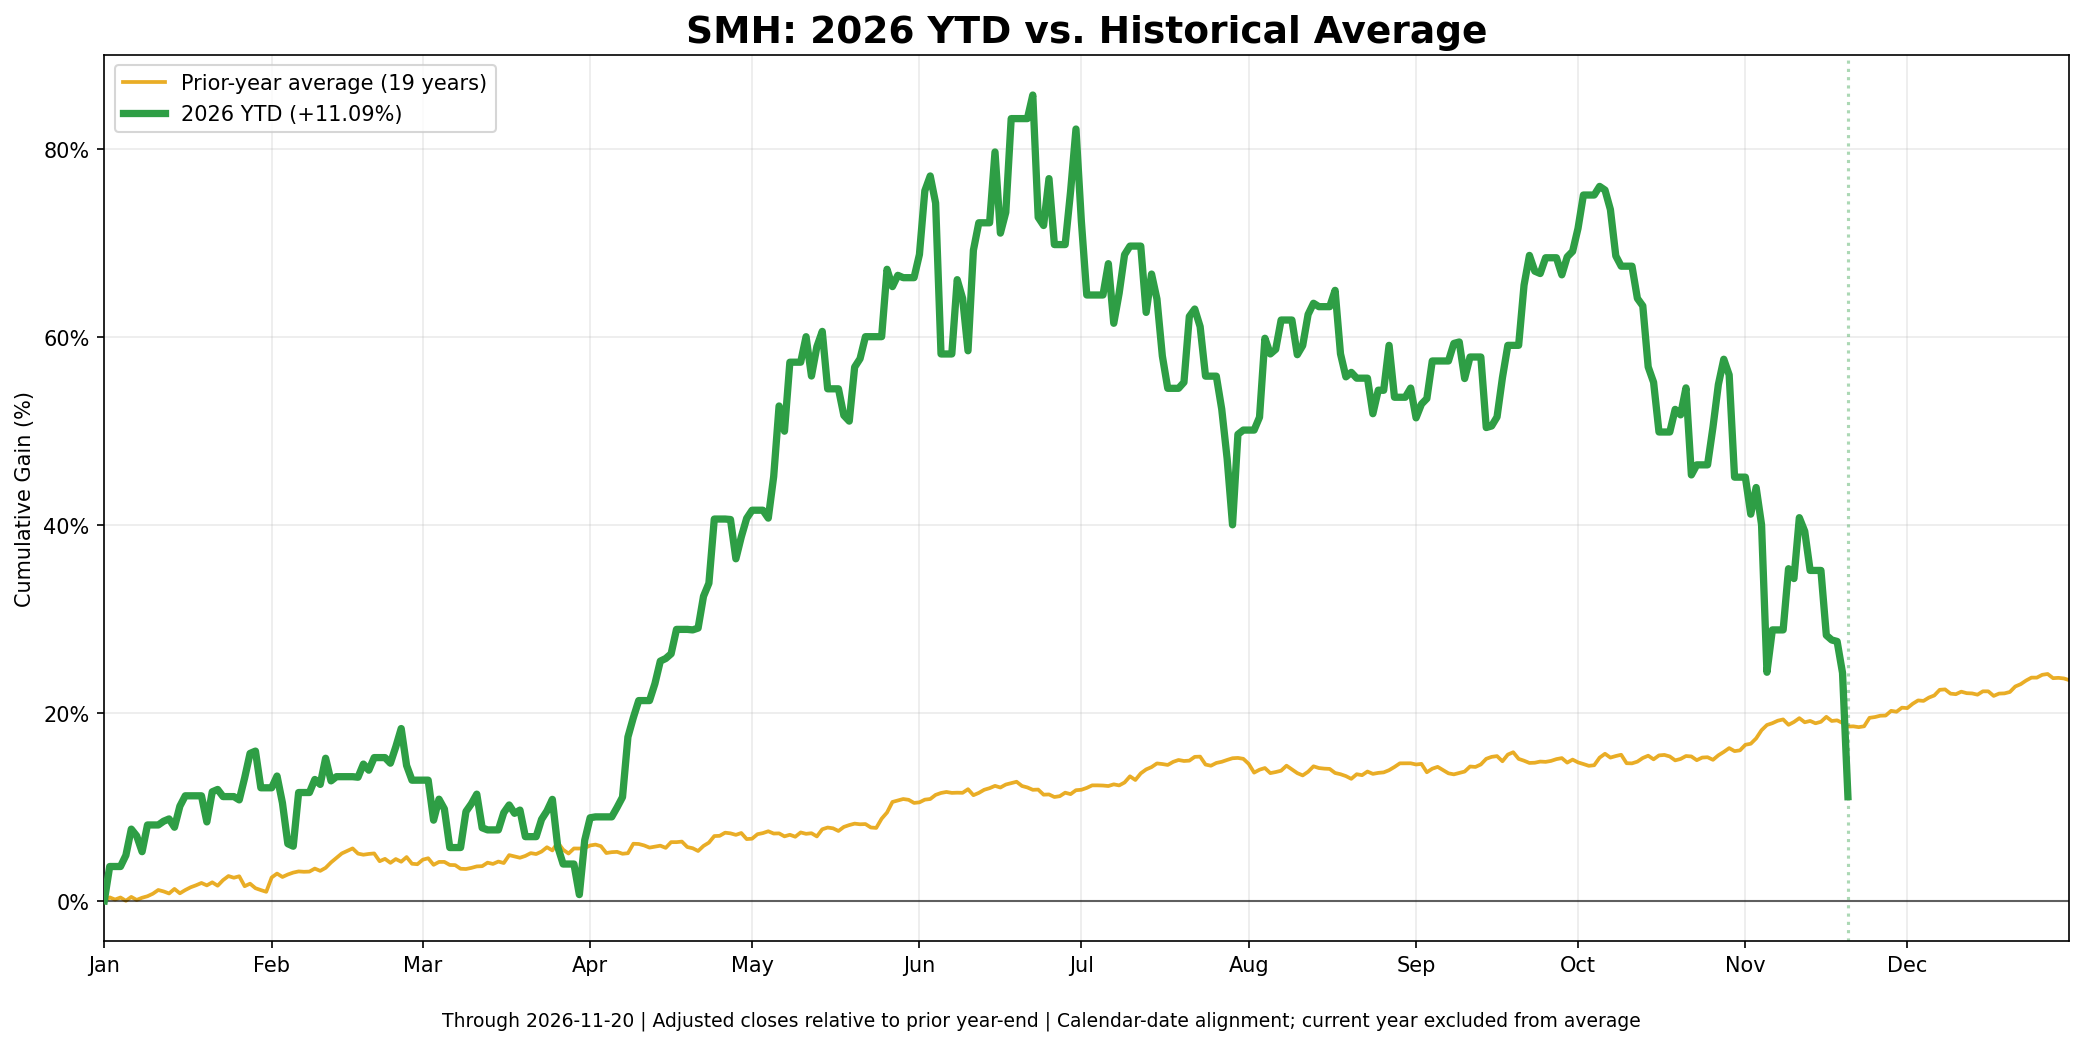 SMH: 2026 YTD vs. Historical Average
Prior-year average (19 years)
2026 YTD (+11.09%)
Cumulative Gain (%)
80%
60%
40%
20%
0%
Jan Feb Mar Apr May Jun Jul Aug Sep Oct Nov Dec
Through 2026-11-20 | Adjusted closes relative to prior year-end | Calendar-date alignment; current year excluded from average